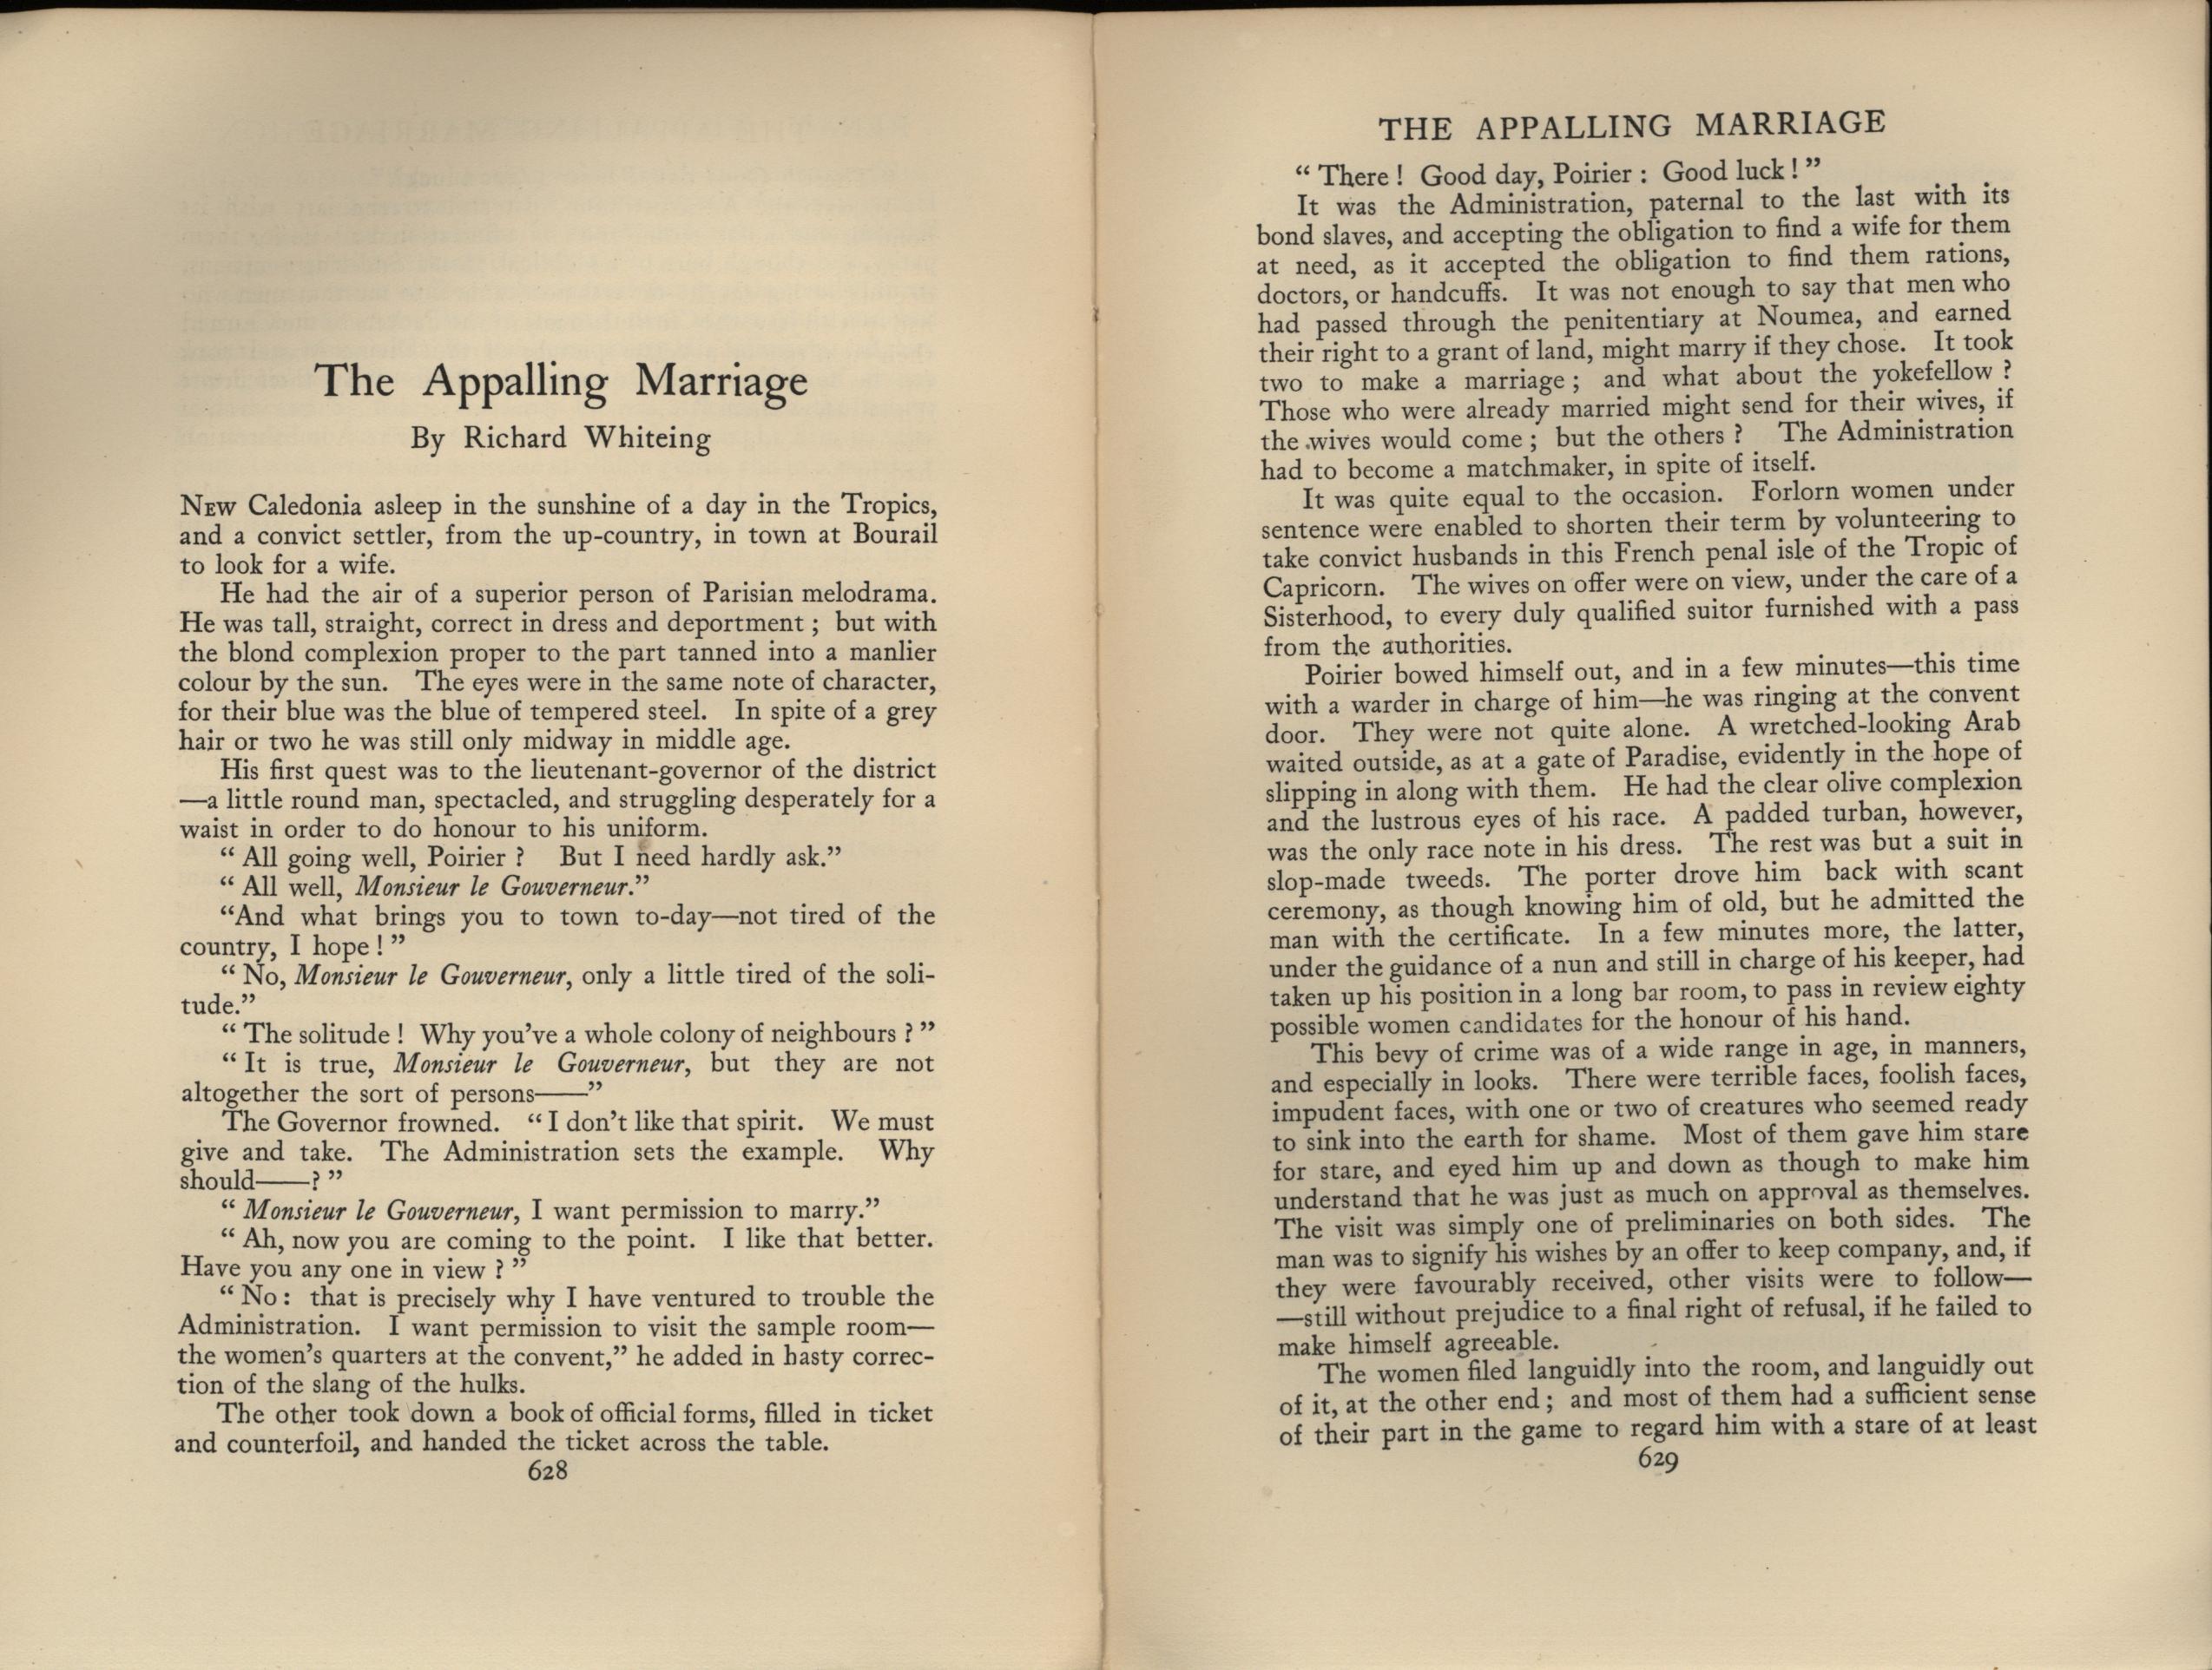 The Appalling Marriage
By Richard Whiteing
NEW Caledonia asleep in the sunshine of a day in the Tropics,
and a convict settler, from the up-country, in town at Bourail
to look for a wife.
He had the air of a superior person of Parisian melodrama.
He was tall, straight, correct in dress and deportment ; but with
the blond complexion proper to the part tanned into a manlier
colour by the sun. The eyes were in the same note of character,
for their blue was the blue of tempered steel. In spite of a grey
hair or two he was still only midway in middle age.
His first quest was to the lieutenant-governor of the district
—a little round man, spectacled, and struggling desperately for a
waist in order to do honour to his uniform.
“ All going well, Poirier ? But I need hardly ask.”
“ All well, Monsieur le Gouverneur.”
“And what brings you to town to-day—not tired of the
country, I hope ! ”
“ No, Monsieur le Gouverneur, only a little tired of the soli-
tude.”
“ The solitude ! Why you’ve a whole colony of neighbours ? ”
“ It is true, Monsieur le Gouverneur, but they are not
altogether the sort of persons——”
The Governor frowned. “ I don’t like that spirit. We must
give and take. The Administration sets the example. Why
should——? ”
“ Monsieur le Gouverneur, I want permission to marry.”
“ Ah, now you are coming to the point. I like that better.
Have you any one in view ? ”
“ No : that is precisely why I have ventured to trouble the
Administration. I want permission to visit the sample room—
the women’s quarters at the convent,” he added in hasty correc-
tion of the slang of the hulks.
The other took down a book of official forms, filled in ticket
and counterfoil, and handed the ticket across the table.
628
THE APPALLING MARRIAGE
“ There ! Good day, Poirier : Good luck ! ”
It was the Administration, paternal to the last with its
bond slaves, and accepting the obligation to find a wife for them
at need, as it accepted the obligation to find them rations,
doctors, or handcuffs. It was not enough to say that men who
had passed through the penitentiary at Noumea, and earned
their right to a grant of land, might marry if they chose. It took
two to make a marriage ; and what about the yokefellow ?
Those who were already married might send for their wives, if
the wives would come ; but the others ? The Administration
had to become a matchmaker, in spite of itself.
It was quite equal to the occasion. Forlorn women under
sentence were enabled to shorten their term by volunteering to
take convict husbands in this French penal isle of the Tropic of
Capricorn. The wives on offer were on view, under the care of a
Sisterhood, to every duly qualified suitor furnished with a pass
from the authorities.
Poirier bowed himself out, and in a few minutes—this time
with a warder in charge of him—he was ringing at the convent
door. They were not quite alone. A wretched-looking Arab
waited outside, as at a gate of Paradise, evidently in the hope of
slipping in along with them. He had the clear olive complexion
and the lustrous eyes of his race. A padded turban, however,
was the only race note in his dress. The rest was but a suit in
slop-made tweeds. The porter drove him back with scant
ceremony, as though knowing him of old, but he admitted the
man with the certificate. In a few minutes more, the latter,
under the guidance of a nun and still in charge of his keeper, had
taken up his position in a long bar room, to pass in review eighty
possible women candidates for the honour of his hand.
This bevy of crime was of a wide range in age, in manners,
and especially in looks. There were terrible faces, foolish faces,
impudent faces, with one or two of creatures who seemed ready
to sink into the earth for shame. Most of them gave him stare
for stare, and eyed him up and down as though to make him
understand that he was just as much on approval as themselves.
The visit was simply one of preliminaries on both sides. The
man was to signify his wishes by an offer to keep company, and, if
they were favourably received, other visits were to follow—
—still without prejudice to a final right of refusal, if he failed to
make himself agreeable.
The women filed languidly into the room, and languidly out
of it, at the other end ; and most of them had a sufficient sense
of their part in the game to regard him with a stare of at least
629